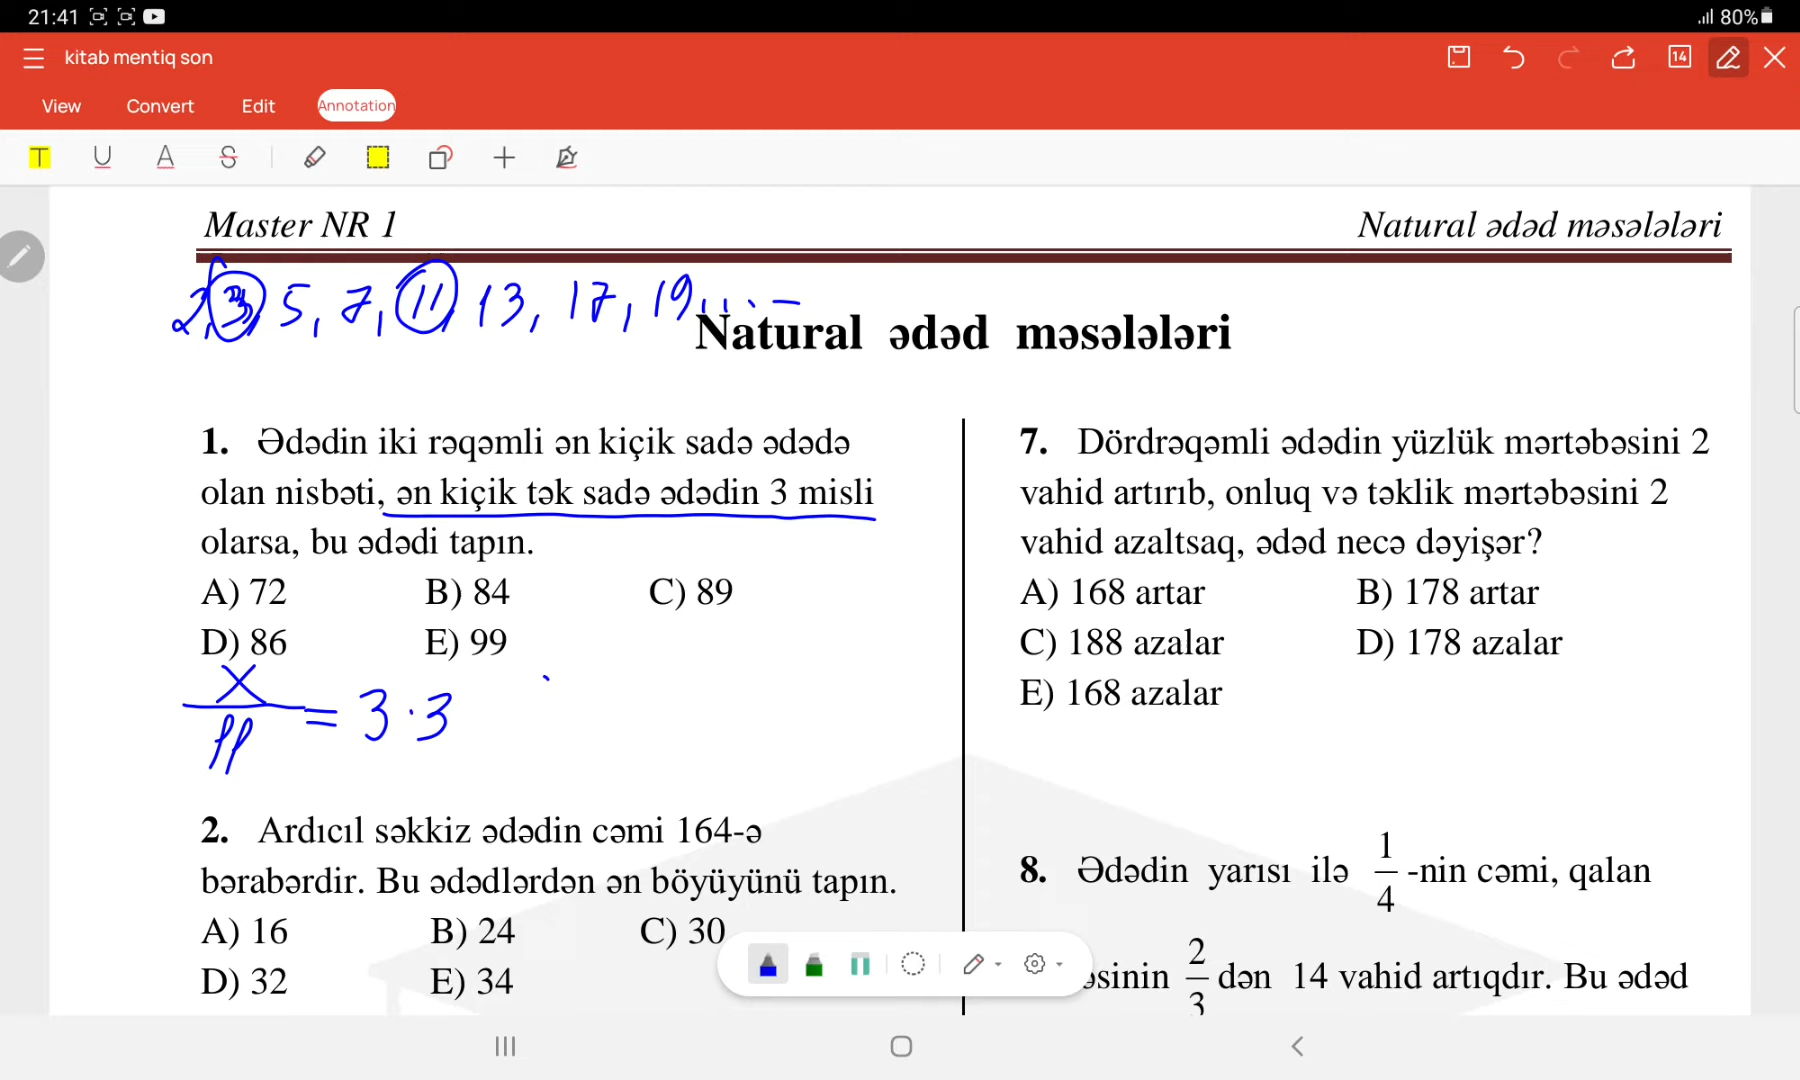 21:41
80%
kitab mentiq son
14
View Convert Edit Annotation
T U A S
Master NR 1 Natural ədəd məsələləri
2, 3, 5, 7, 11, 13, 17, 19, ...
Natural ədəd məsələləri
1. Ədədin iki rəqəmli ən kiçik sadə ədədə
olan nisbəti, ən kiçik tək sadə ədədin 3 misli
olarsa, bu ədədi tapın.
A) 72 B) 84 C) 89
D) 86 E) 99
x/11 = 3·3
2. Ardıcıl səkkiz ədədin cəmi 164-ə
bərabərdir. Bu ədədlərdən ən böyüyünü tapın.
A) 16 B) 24 C) 30
D) 32 E) 34
7. Dördrəqəmli ədədin yüzlük mərtəbəsini 2
vahid artırıb, onluq və təklik mərtəbəsini 2
vahid azaltsaq, ədəd necə dəyişər?
A) 168 artar B) 178 artar
C) 188 azalar D) 178 azalar
E) 168 azalar
8. Ədədin yarısı ilə 1/4 -nin cəmi, qalan
əsinin 2/3 dən 14 vahid artıqdır. Bu ədəd